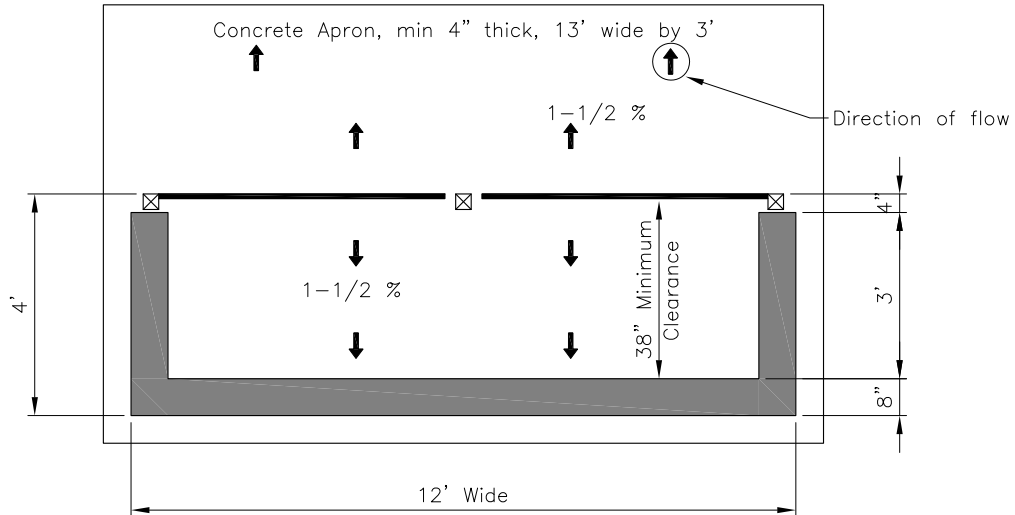 Concrete Apron, min 4” thick, 13’ wide by 3’
1-1/2 %
Direction of flow
4”
4’
38” Minimum
Clearance
3’
1-1/2 %
8”
12’ Wide